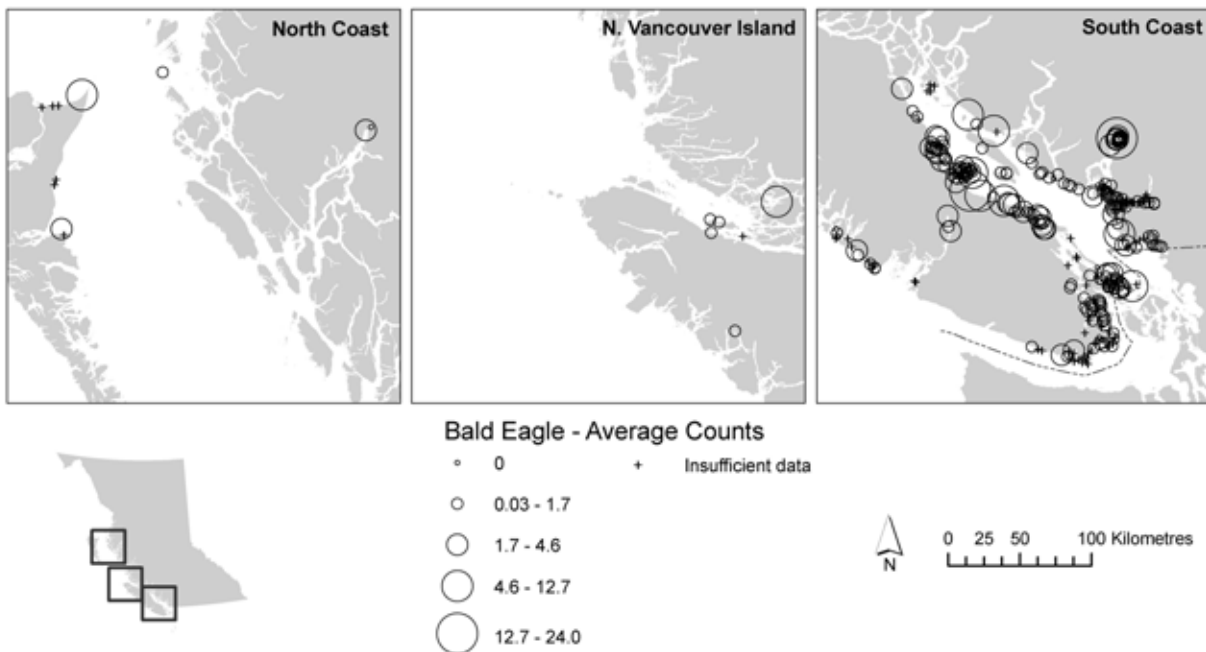 North Coast
N. Vancouver Island
South Coast
Bald Eagle - Average Counts
0
Insufficient data
0.03 - 1.7
1.7 - 4.6
4.6 - 12.7
12.7 - 24.0
N
0 25 50 100 Kilometres